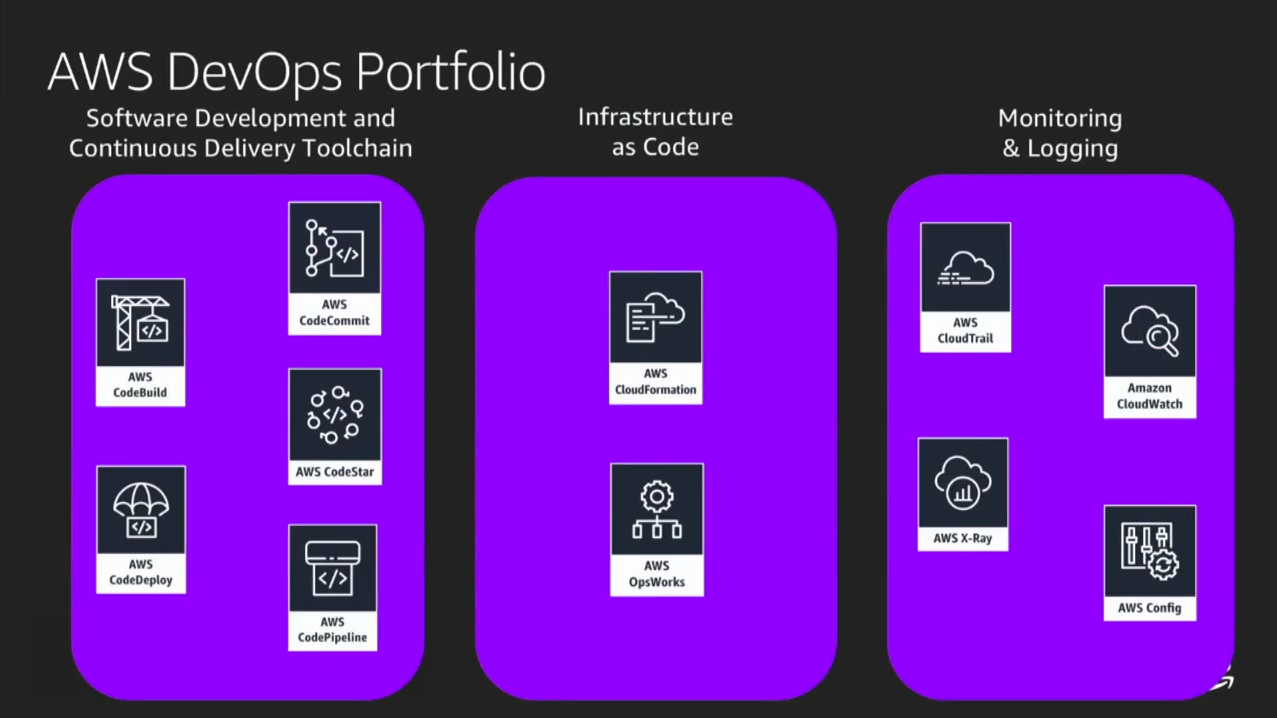 AWS DevOps Portfolio
Software Development and
Continuous Delivery Toolchain
AWS
CodeCommit
AWS
CodeBuild
AWS CodeStar
AWS
CodeDeploy
AWS
CodePipeline
Infrastructure
as Code
AWS
CloudFormation
AWS
OpsWorks
Monitoring
& Logging
AWS
CloudTrail
Amazon
CloudWatch
AWS X-Ray
AWS Config